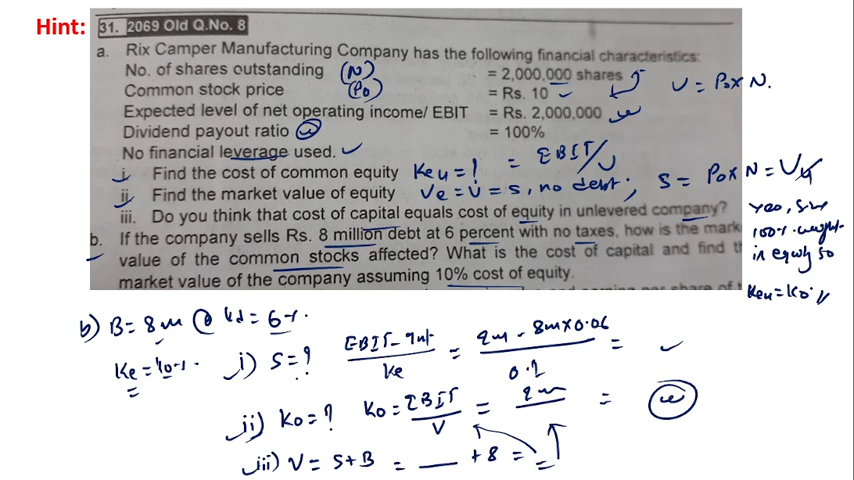 Hint:
31. 2069 Old Q.No. 8
a. Rix Camper Manufacturing Company has the following financial characteristics:
No. of shares outstanding (N) = 2,000,000 shares
Common stock price (Po) = Rs. 10
V = Po x N.
Expected level of net operating income/ EBIT = Rs. 2,000,000
Dividend payout ratio = 100%
No financial leverage used.
i. Find the cost of common equity Keu = ? = EBIT/V
ii. Find the market value of equity Ve = V = S, no debt, S = Po x N = Vu
iii. Do you think that cost of capital equals cost of equity in unlevered company?
Yes, Sin
100% weight
in equity so
Keu = Ko
b. If the company sells Rs. 8 million debt at 6 percent with no taxes, how is the mark
value of the common stocks affected? What is the cost of capital and find t
market value of the company assuming 10% cost of equity.
b) B = 8m @ kd = 6%.
Ke = 10%.
i) S = ? EBIT - Int / Ke = 2m - 8m x 0.06 / 0.1 =
ii) Ko = ? Ko = EBIT / V = 2m =
iii) V = S + B = __ + 8 = =